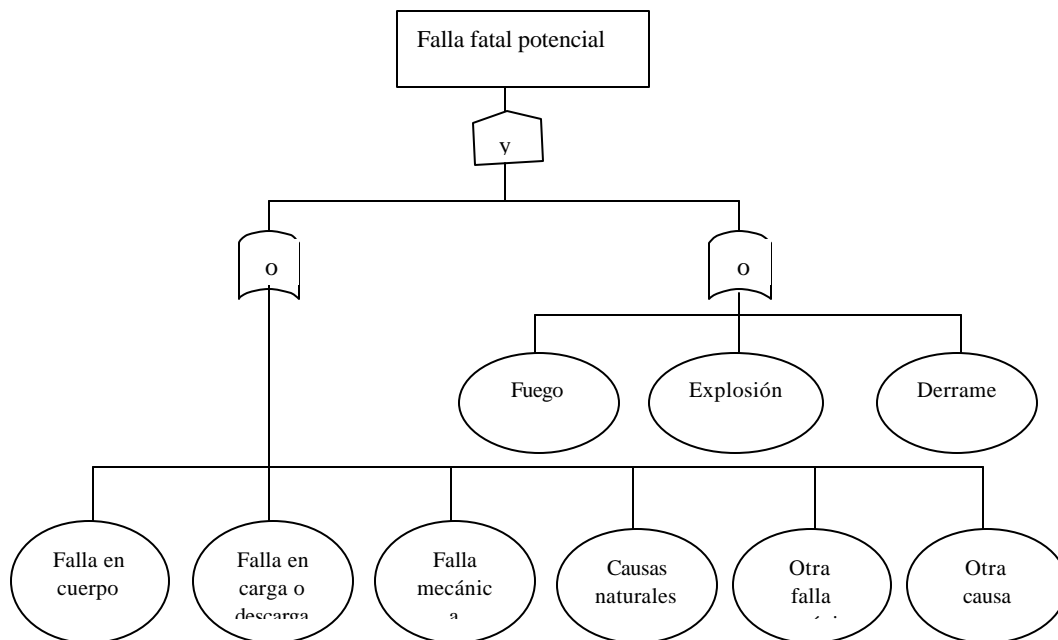 Falla fatal potencial
y
o
o
Fuego
Explosión
Derrame
Falla en
cuerpo
Falla en
carga o
descarga
Falla
mecánic
a
Causas
naturales
Otra
falla
Otra
causa